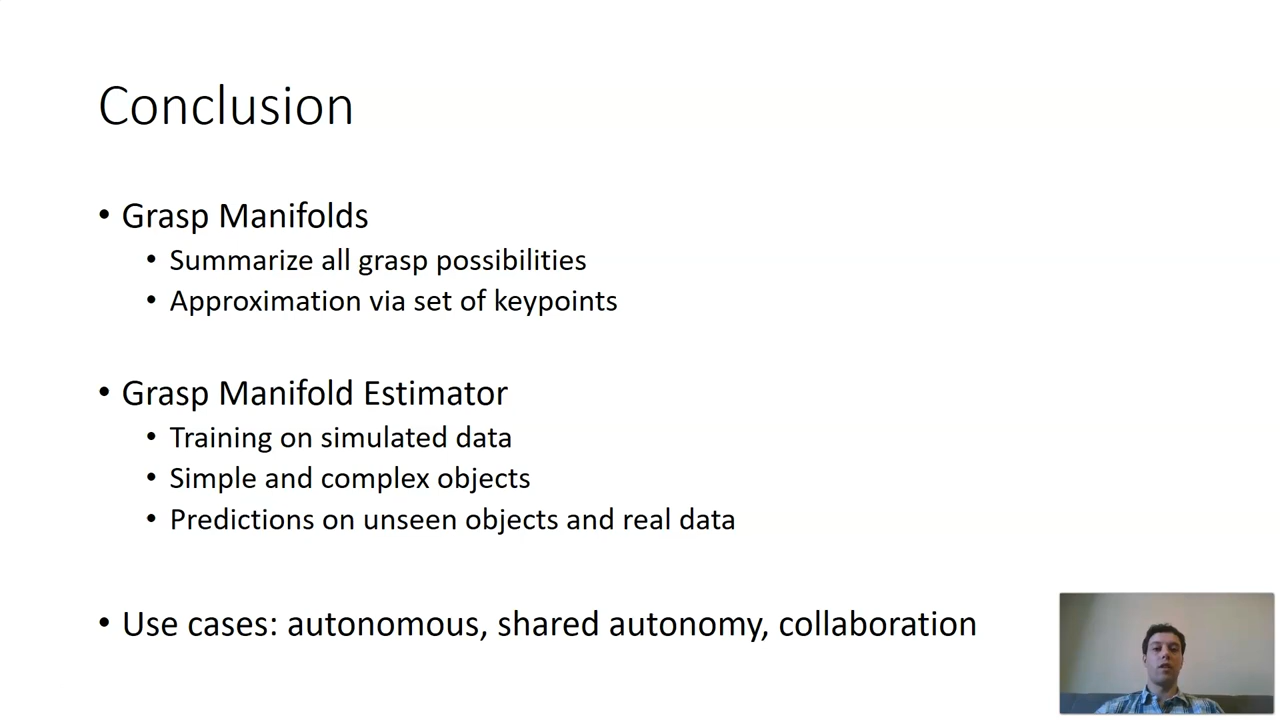 Conclusion
• Grasp Manifolds
• Summarize all grasp possibilities
• Approximation via set of keypoints
• Grasp Manifold Estimator
• Training on simulated data
• Simple and complex objects
• Predictions on unseen objects and real data
• Use cases: autonomous, shared autonomy, collaboration